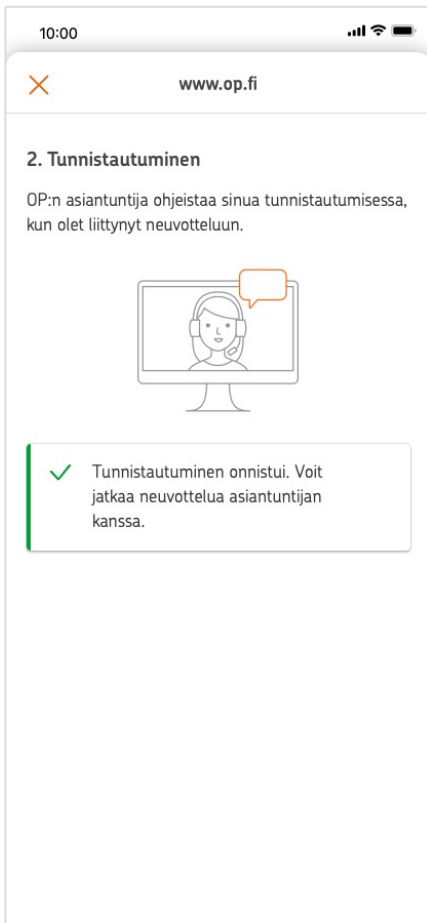 10:00
www.op.fi
2. Tunnistautuminen
OP:n asiantuntija ohjeistaa sinua tunnistautumisessa,
kun olet liittynyt neuvotteluun.
Tunnistautuminen onnistui. Voit
jatkaa neuvottelua asiantuntijan
kanssa.